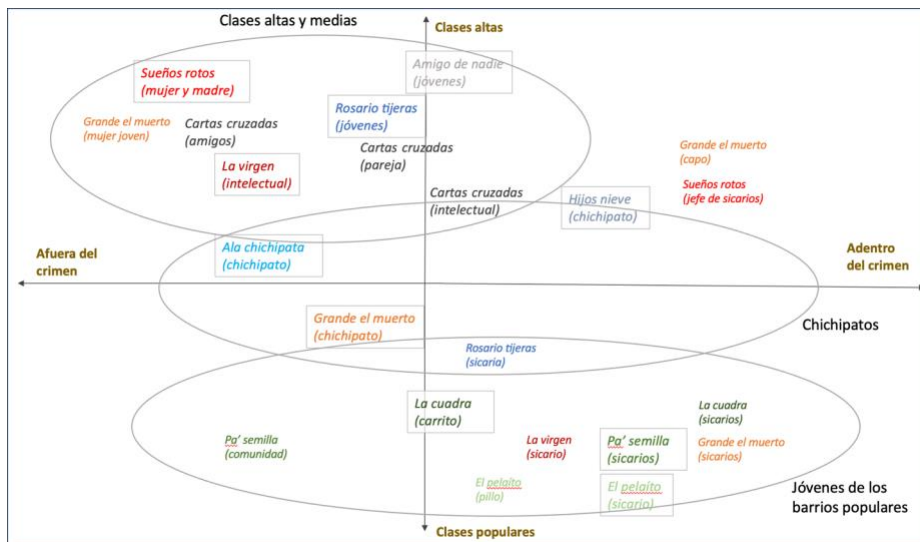 Clases altas y medias
Clases altas
Sueños rotos
(mujer y madre)
Amigo de nadie
(jóvenes)
Grande el muerto
(mujer joven)
Cartas cruzadas
(amigos)
Rosario tijeras
(jóvenes)
Cartas cruzadas
(pareja)
La virgen
(intelectual)
Grande el muerto
(capo)
Sueños rotos
(jefe de sicarios)
Cartas cruzadas
(intelectual)
Hijos nieve
(chichipato)
Afuera del
crimen
Ala chichipata
(chichipato)
Adentro
del crimen
Grande el muerto
(chichipato)
Chichipatos
Rosario tijeras
(sicaria)
La cuadra
(carrito)
La cuadra
(sicarios)
Pa’ semilla
(comunidad)
La virgen
(sicario)
Pa’ semilla
(sicarios)
Grande el muerto
(sicarios)
El pelaíto
(pillo)
El pelaíto
(sicario)
Jóvenes de los
barrios populares
Clases populares